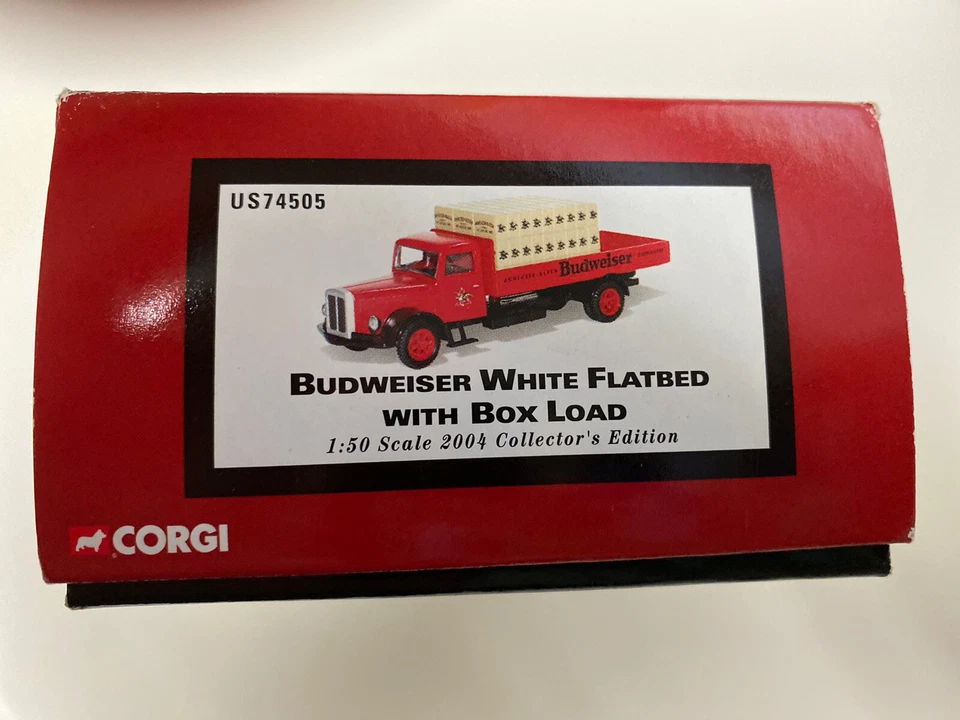 US74505
Budweiser
BUDWEISER WHITE FLATBED
WITH BOX LOAD
1:50 Scale 2004 Collector's Edition
CORGI